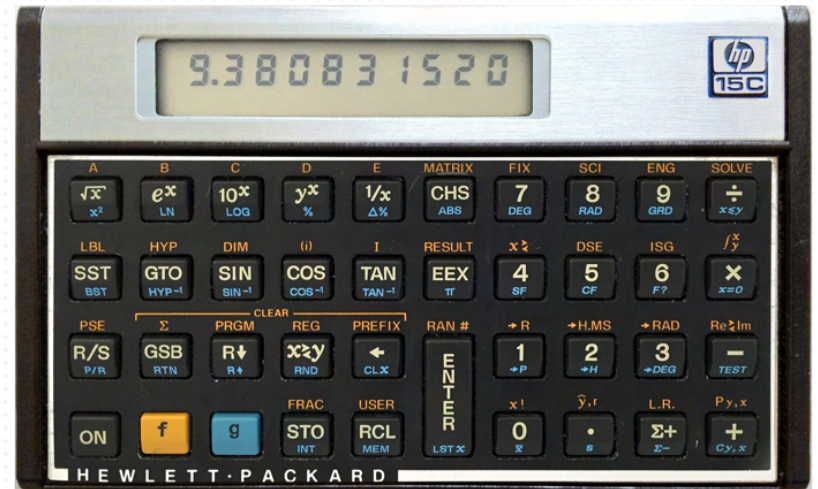 9.380831520
hp
15C
A B C D E MATRIX FIX SCI ENG SOLVE
√x eˣ 10ˣ yˣ 1/x CHS 7 8 9 ÷
x² LN LOG % Δ% ABS DEG RAD GRD x≤y
LBL HYP DIM (i) I RESULT x≷ DSE ISG ∫ˣy
SST GTO SIN COS TAN EEX 4 5 6 ×
BST HYP⁻¹ SIN⁻¹ COS⁻¹ TAN⁻¹ π SF CF F? x=0
CLEAR
PSE Σ PRGM REG PREFIX RAN # →R →H.MS →RAD Re≷Im
R/S GSB R↓ x≷y ← ENTER 1 2 3 −
P/R RTN R↑ RND CLx →P →H →DEG TEST
FRAC USER x! ŷ,r L.R. Py,x
ON f g STO RCL 0 · Σ+ +
INT MEM LSTx x̄ s Σ− Cy,x
HEWLETT·PACKARD